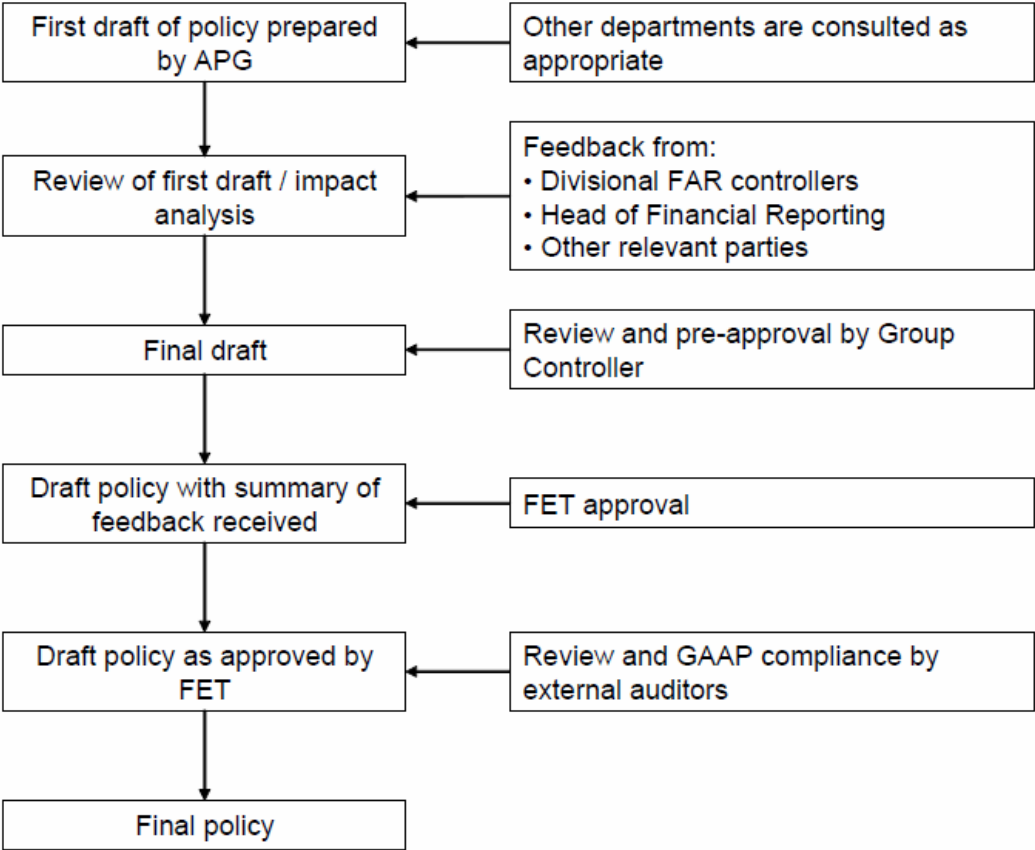 First draft of policy prepared
by APG
Other departments are consulted as
appropriate
Review of first draft / impact
analysis
Feedback from:
• Divisional FAR controllers
• Head of Financial Reporting
• Other relevant parties
Final draft
Review and pre-approval by Group
Controller
Draft policy with summary of
feedback received
FET approval
Draft policy as approved by
FET
Review and GAAP compliance by
external auditors
Final policy